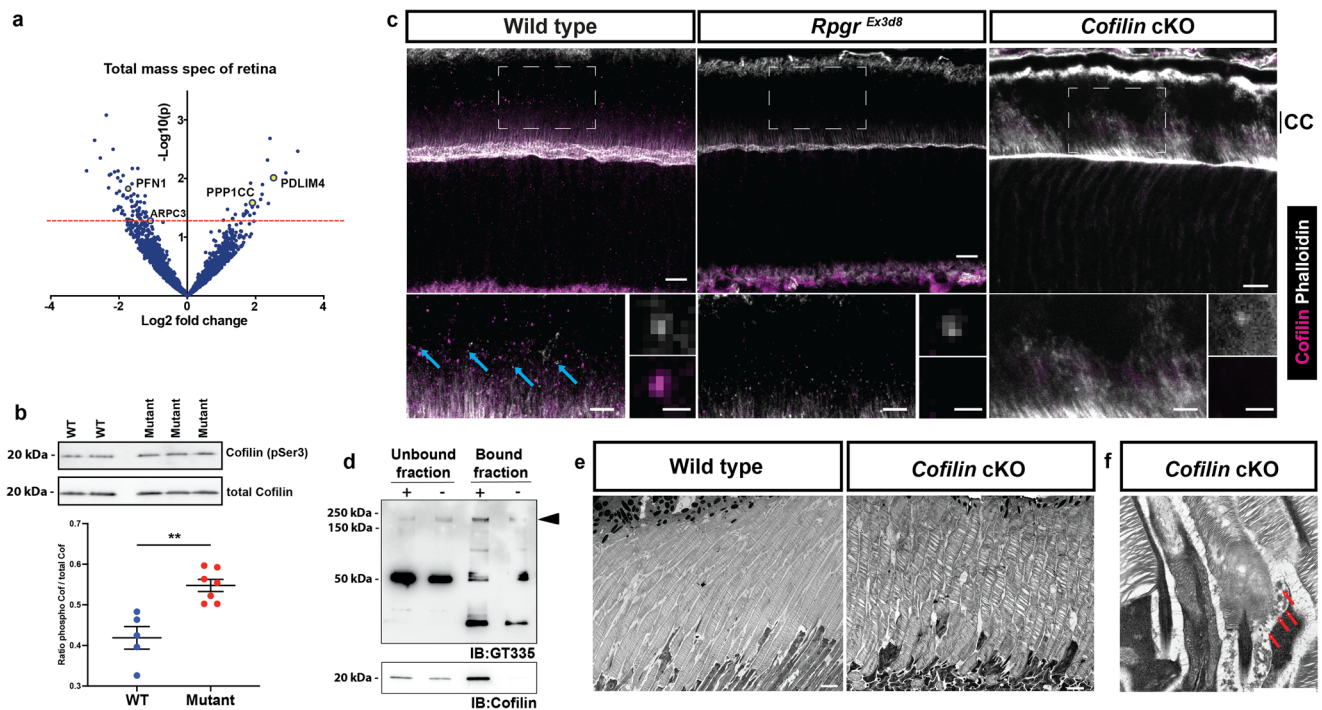 a
Total mass spec of retina
-Log10(p)
3
2
1
PFN1
ARPC3
PPP1CC
PDLIM4
-4 -2 0 2 4
Log2 fold change
b
WT WT Mutant Mutant Mutant
20 kDa - Cofilin (pSer3)
20 kDa - total Cofilin
Ratio phospho Cof / total Cof
0.7
0.6
0.5
0.4
0.3
**
WT Mutant
c
Wild type Rpgr Ex3d8 Cofilin cKO
CC
Cofilin Phalloidin
d
Unbound fraction
Bound fraction
+ - + -
250 kDa -
150 kDa -
50 kDa -
IB:GT335
20 kDa -
IB:Cofilin
e
Wild type Cofilin cKO
f
Cofilin cKO